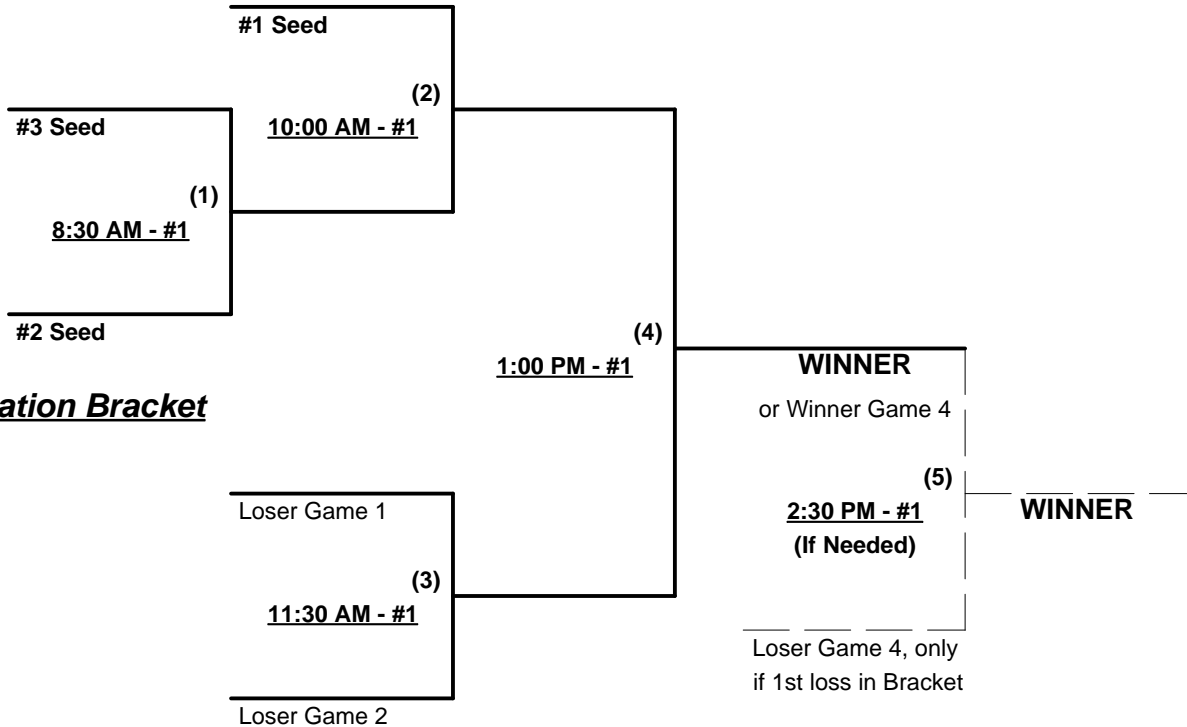 #1 Seed
(2)
#3 Seed
10:00 AM - #1
(1)
8:30 AM - #1
#2 Seed
(4)
1:00 PM - #1
WINNER
ation Bracket
or Winner Game 4
(5)
Loser Game 1
2:30 PM - #1
WINNER
(If Needed)
(3)
11:30 AM - #1
Loser Game 4, only
if 1st loss in Bracket
Loser Game 2